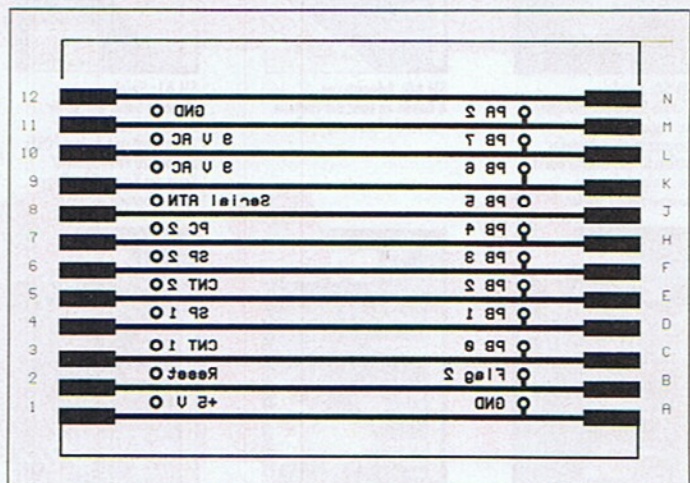 12 N
GND PA 2
11 M
9 V AC PB 7
10 L
9 V AC PB 6
9 K
Serial ATN PB 5
8 J
PC 2 PB 4
7 H
SP 2 PB 3
6 F
CNT 2 PB 2
5 E
SP 1 PB 1
4 D
CNT 1 PB 0
3 C
Reset Flag 2
2 B
+5 V GND
1 A